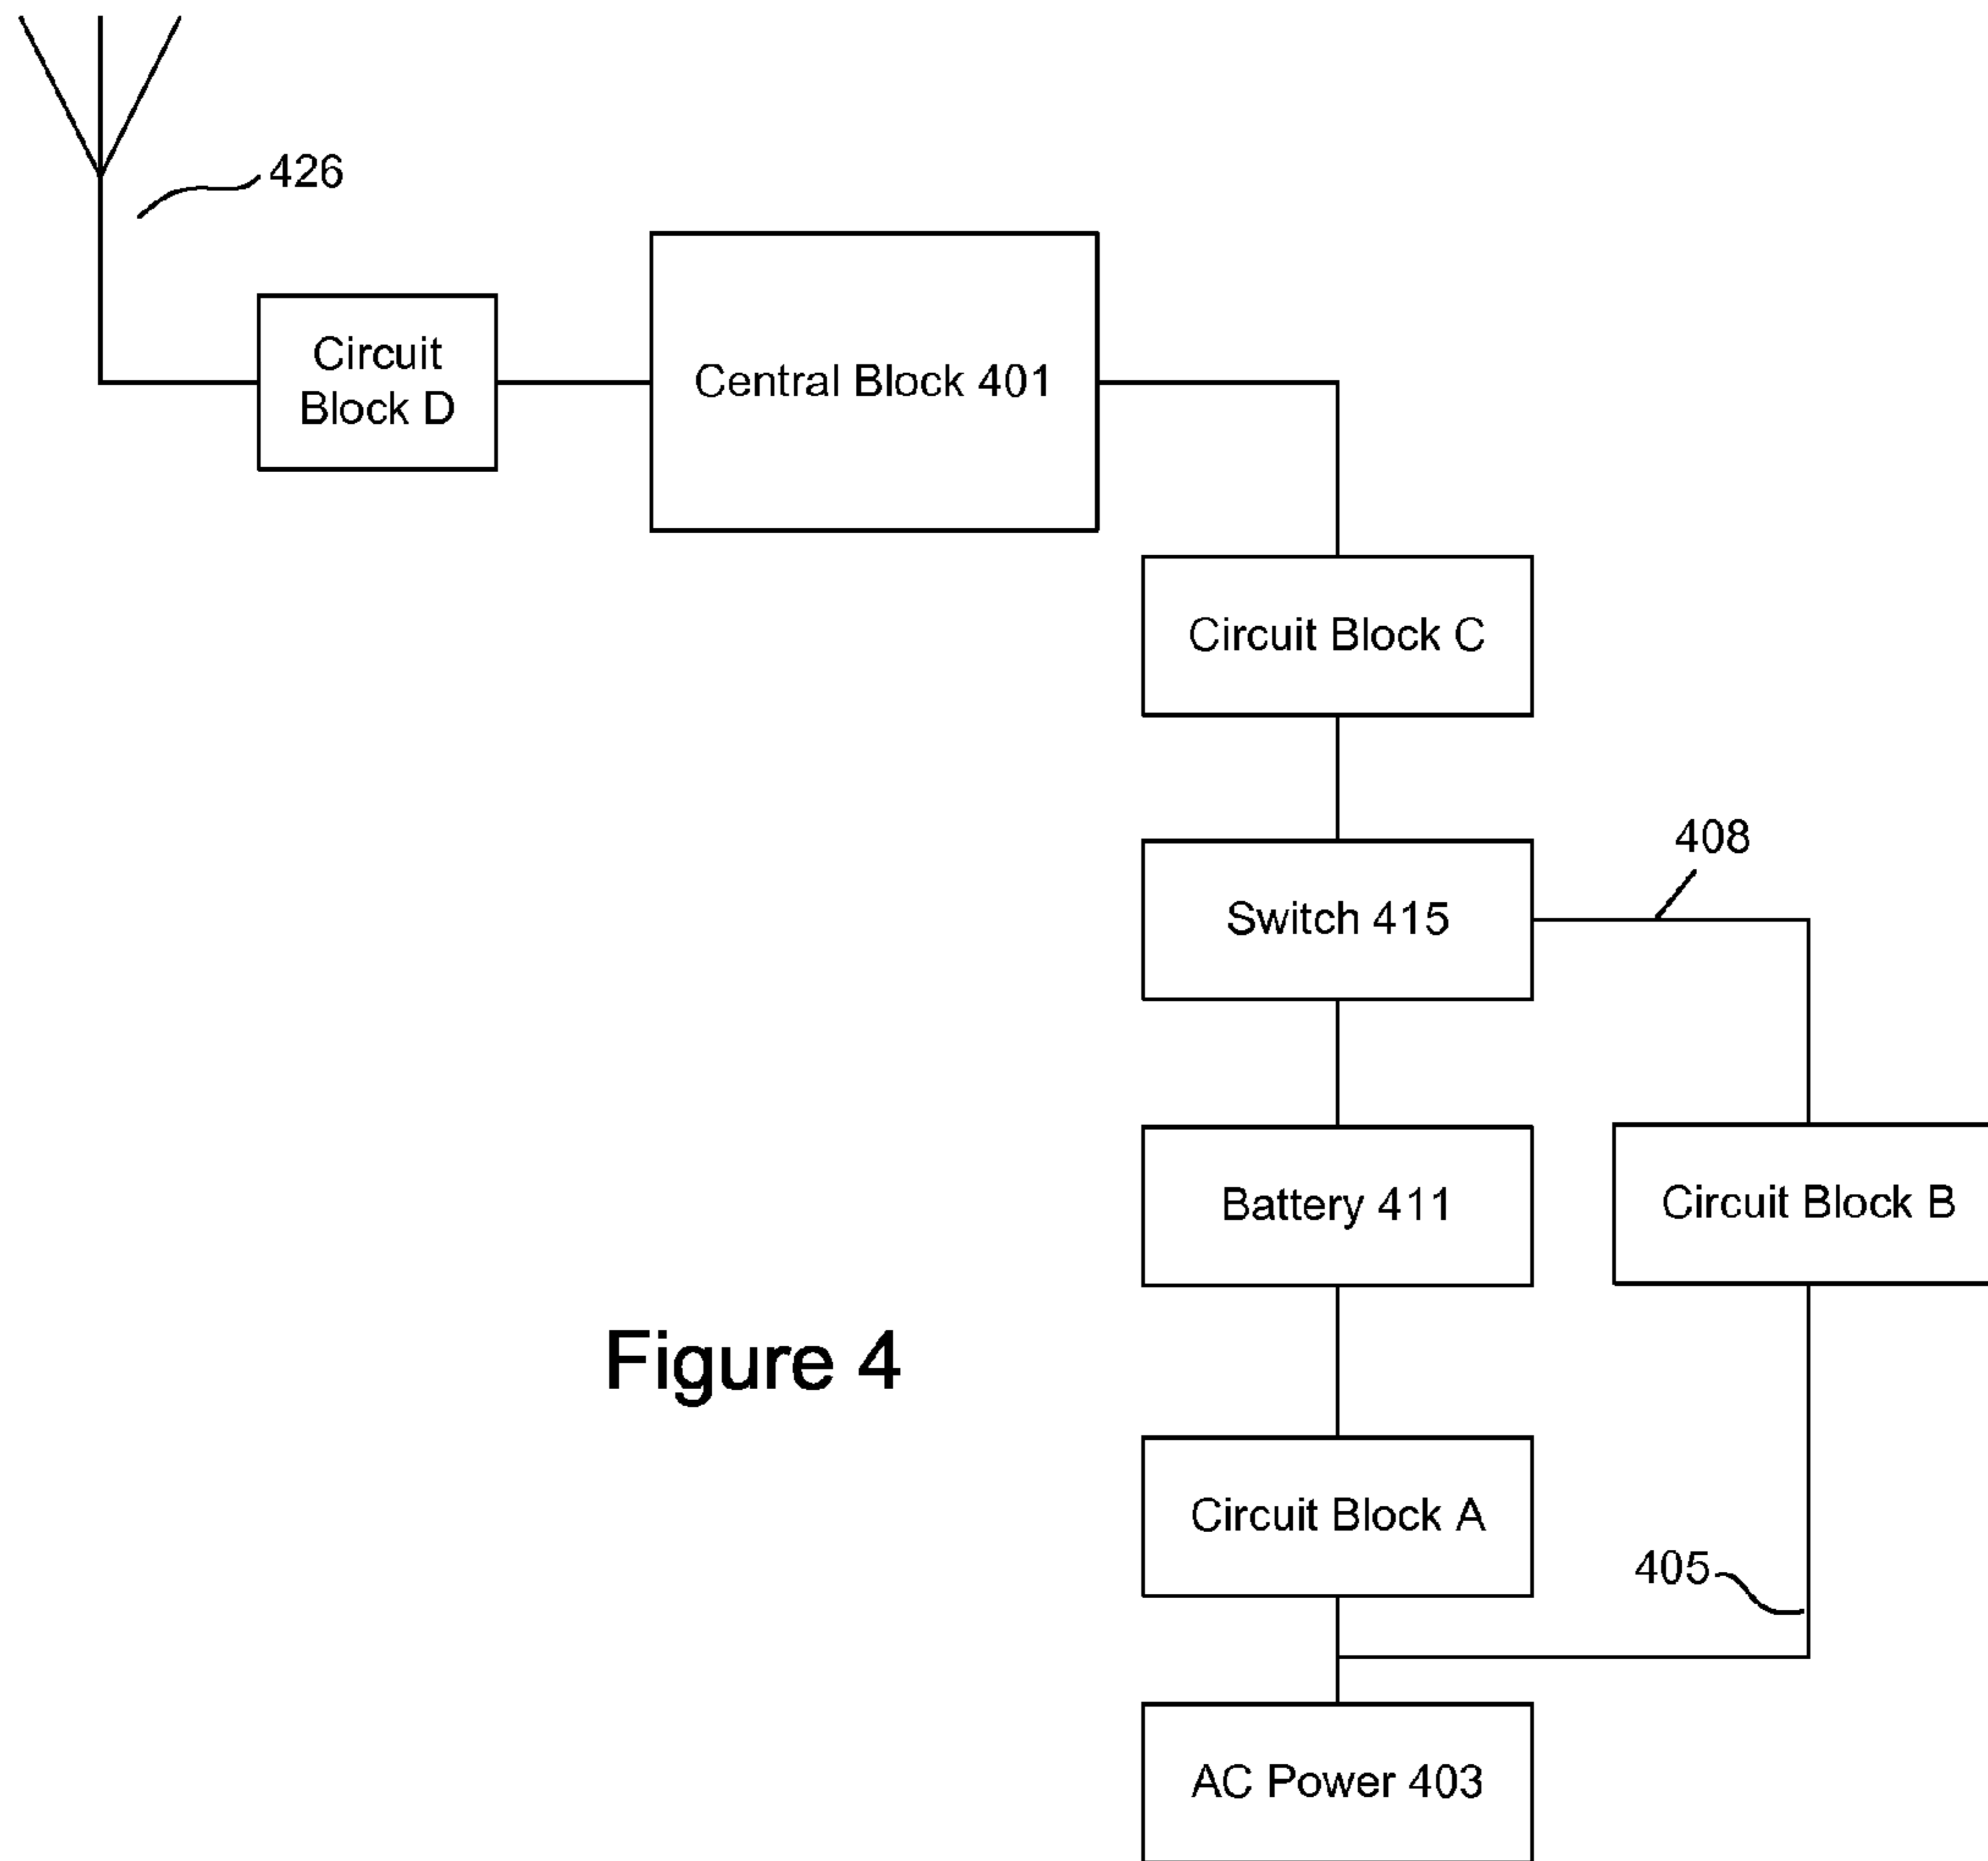 426
Circuit
Block D
Central Block 401
Circuit Block C
408
Switch 415
Battery 411
Circuit Block B
Figure 4
Circuit Block A
405
AC Power 403